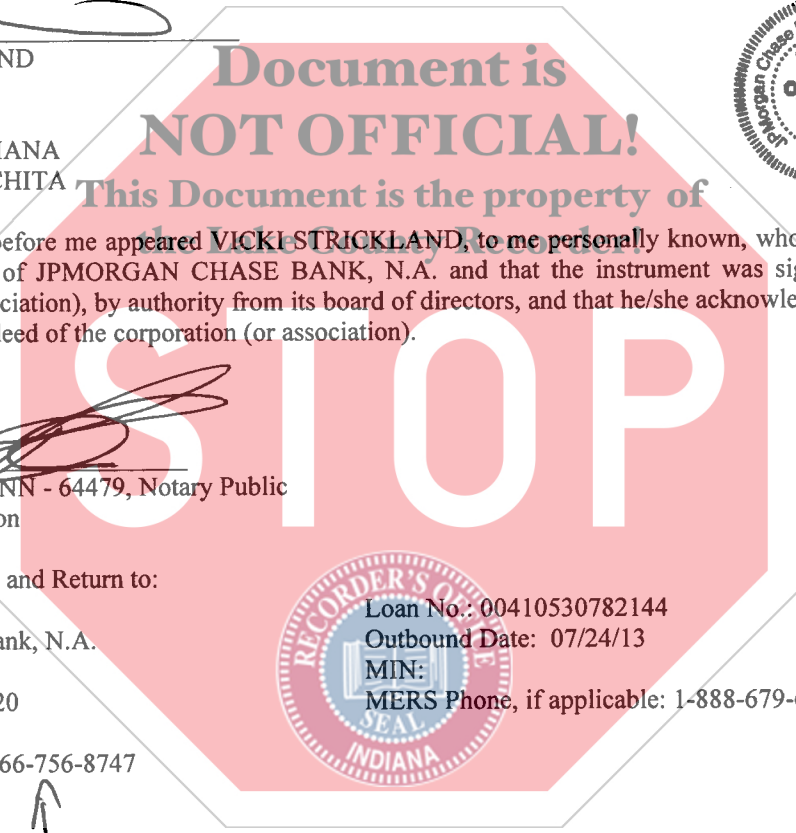 ND
Document is
NOT OFFICIAL!
IANA
CHITA
This Document is the property of
the Lake County Recorder!
before me appeared VICKI STRICKLAND, to me personally known, who
of JPMORGAN CHASE BANK, N.A. and that the instrument was sig
ciation), by authority from its board of directors, and that he/she acknowle
leed of the corporation (or association).
STOP
NN - 64479, Notary Public
on
and Return to:
ank, N.A.
20
66-756-8747
Loan No.: 00410530782144
Outbound Date: 07/24/13
MIN:
MERS Phone, if applicable: 1-888-679-
RECORDER'S OFFICE
SEAL
INDIANA
JPMorgan Chase